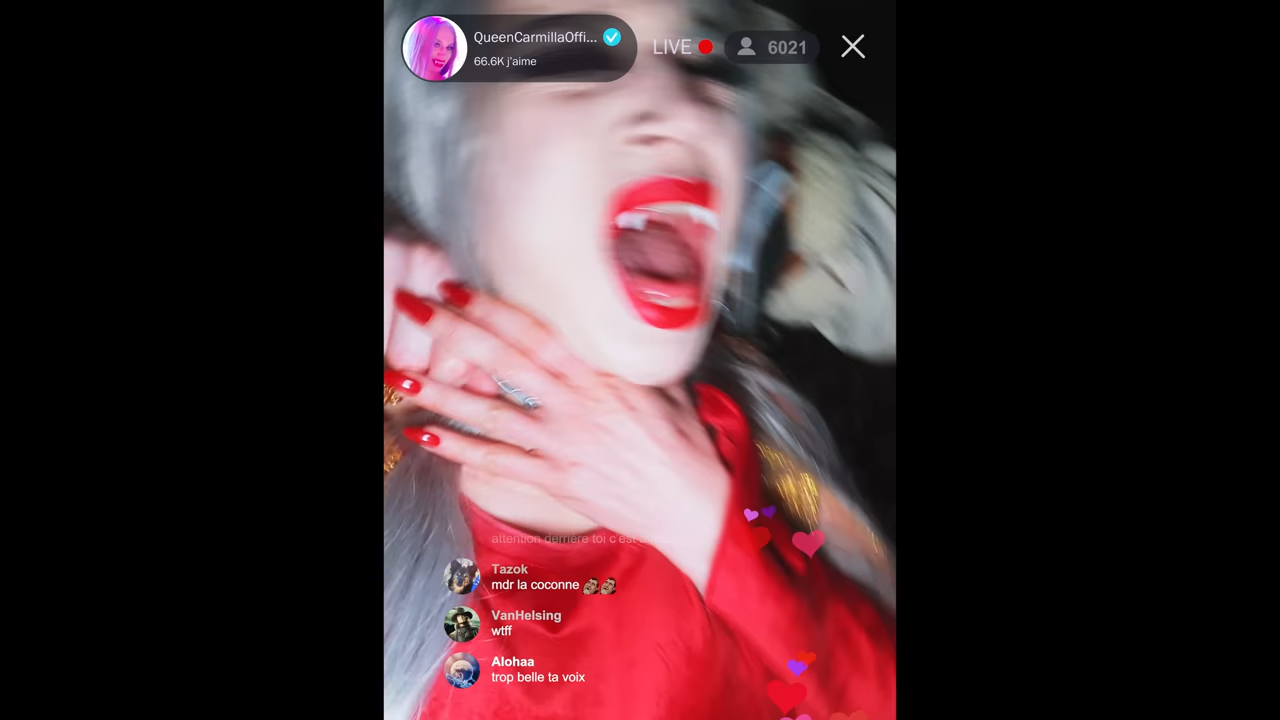 QueenCarmillaOffi...
66.6K j'aime
LIVE
6021
attention derriere toi c'est
Tazok
mdr la coconne
VanHelsing
wtff
Alohaa
trop belle ta voix